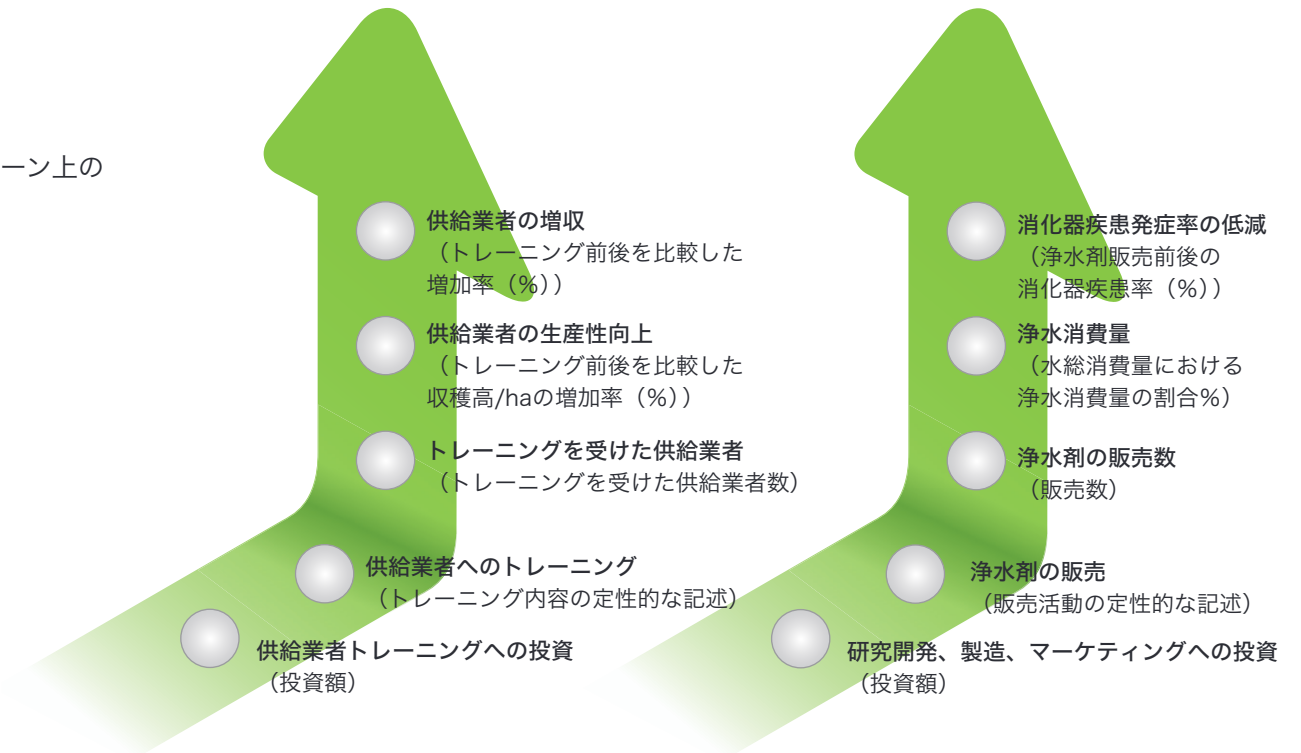 ーン上の
供給業者の増収
（トレーニング前後を比較した
増加率（％））
供給業者の生産性向上
（トレーニング前後を比較した
収穫高/haの増加率（％））
トレーニングを受けた供給業者
（トレーニングを受けた供給業者数）
供給業者へのトレーニング
（トレーニング内容の定性的な記述）
供給業者トレーニングへの投資
（投資額）
消化器疾患発症率の低減
（浄水剤販売前後の
消化器疾患率（％））
浄水消費量
（水総消費量における
浄水消費量の割合％）
浄水剤の販売数
（販売数）
浄水剤の販売
（販売活動の定性的な記述）
研究開発、製造、マーケティングへの投資
（投資額）